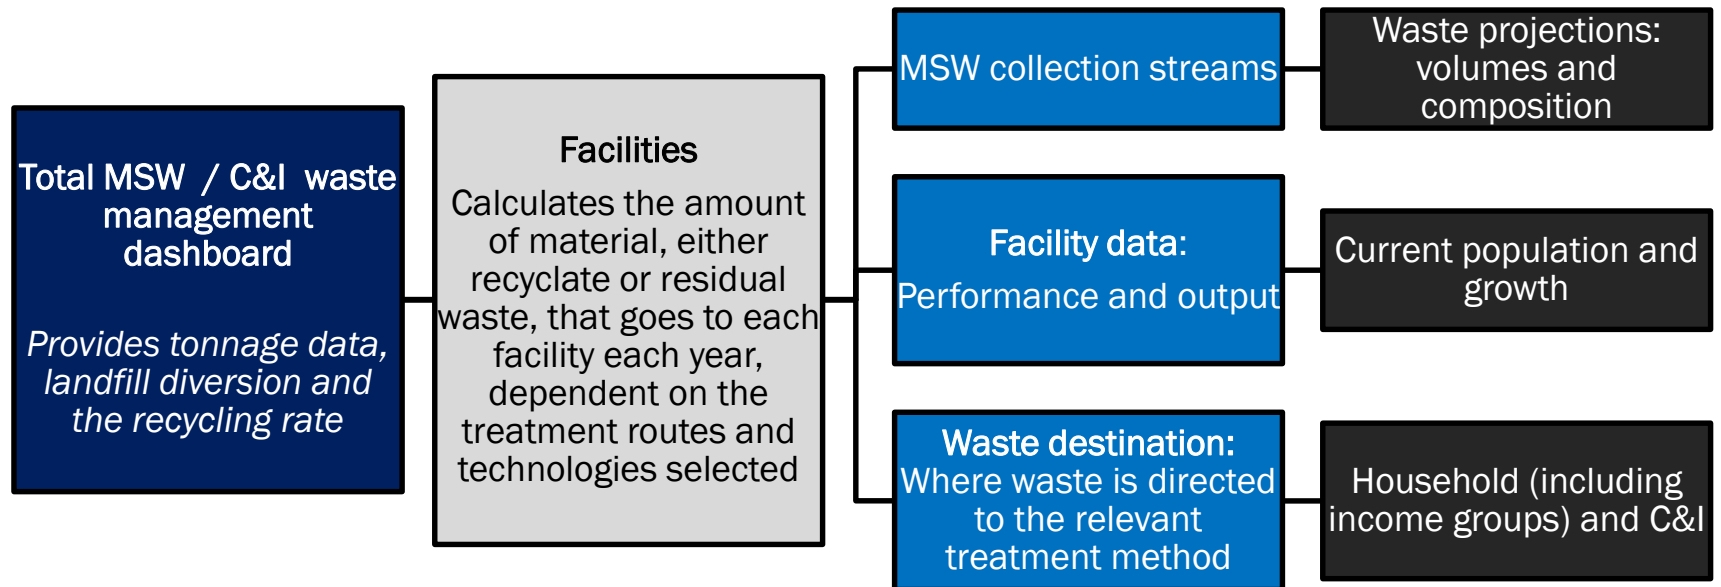 Total MSW / C&I waste
management
dashboard
Provides tonnage data,
landfill diversion and
the recycling rate
Facilities
Calculates the amount
of material, either
recyclate or residual
waste, that goes to each
facility each year,
dependent on the
treatment routes and
technologies selected
MSW collection streams
Waste projections:
volumes and
composition
Facility data:
Performance and output
Current population and
growth
Waste destination:
Where waste is directed
to the relevant
treatment method
Household (including
income groups) and C&I